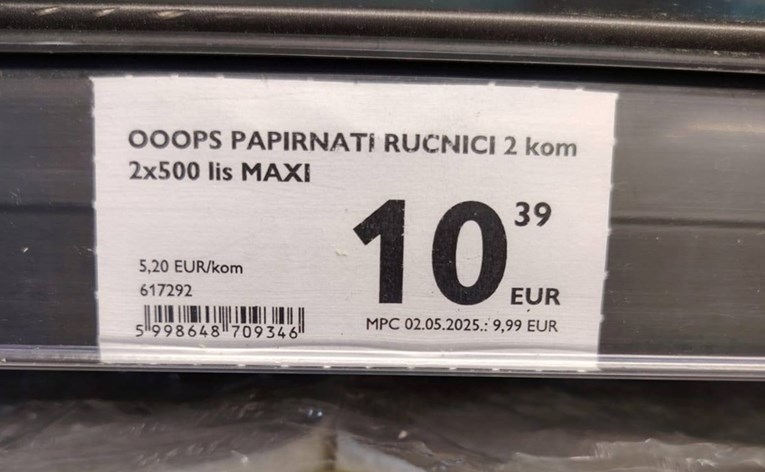 OOOPS PAPIRNATI RUČNICI 2 kom
2x500 lis MAXI
10 39
EUR
5,20 EUR/kom
617292
5 998648 709346
MPC 02.05.2025.: 9,99 EUR